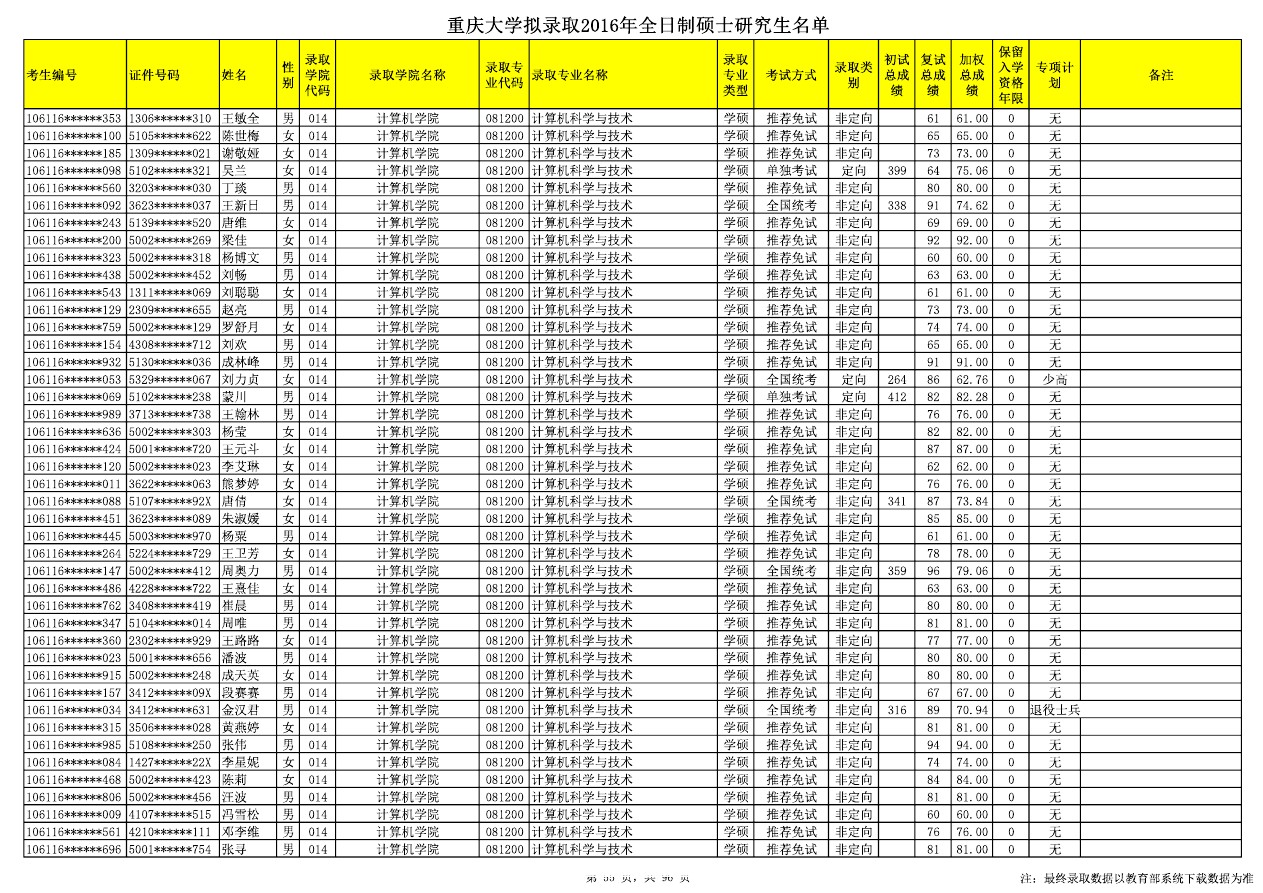 重庆大学拟录取2016年全日制硕士研究生名单
考生编号 证件号码 姓名 性别 录取学院代码 录取学院名称 录取专业代码 录取专业名称 录取专业类型 考试方式 录取类别 初试总成绩 复试总成绩 加权总成绩 保留入学资格年限 专项计划 备注
106116******353 1306******310 王敏全 男 014 计算机学院 081200 计算机科学与技术 学硕 推荐免试 非定向 61 61.00 0 无
106116******100 5105******622 陈世梅 女 014 计算机学院 081200 计算机科学与技术 学硕 推荐免试 非定向 65 65.00 0 无
106116******185 1309******021 谢敬娅 女 014 计算机学院 081200 计算机科学与技术 学硕 推荐免试 非定向 73 73.00 0 无
106116******098 5102******321 吴兰 女 014 计算机学院 081200 计算机科学与技术 学硕 单独考试 定向 399 64 75.06 0 无
106116******560 3203******030 丁琰 男 014 计算机学院 081200 计算机科学与技术 学硕 推荐免试 非定向 80 80.00 0 无
106116******092 3623******037 王新日 男 014 计算机学院 081200 计算机科学与技术 学硕 全国统考 非定向 338 91 74.62 0 无
106116******243 5139******520 唐维 女 014 计算机学院 081200 计算机科学与技术 学硕 推荐免试 非定向 69 69.00 0 无
106116******200 5002******269 梁佳 女 014 计算机学院 081200 计算机科学与技术 学硕 推荐免试 非定向 92 92.00 0 无
106116******323 5002******318 杨博文 男 014 计算机学院 081200 计算机科学与技术 学硕 推荐免试 非定向 60 60.00 0 无
106116******438 5002******452 刘畅 男 014 计算机学院 081200 计算机科学与技术 学硕 推荐免试 非定向 63 63.00 0 无
106116******543 1311******069 刘聪聪 女 014 计算机学院 081200 计算机科学与技术 学硕 推荐免试 非定向 61 61.00 0 无
106116******129 2309******655 赵亮 男 014 计算机学院 081200 计算机科学与技术 学硕 推荐免试 非定向 73 73.00 0 无
106116******759 5002******129 罗舒月 女 014 计算机学院 081200 计算机科学与技术 学硕 推荐免试 非定向 74 74.00 0 无
106116******154 4308******712 刘欢 男 014 计算机学院 081200 计算机科学与技术 学硕 推荐免试 非定向 65 65.00 0 无
106116******932 5130******036 成林峰 男 014 计算机学院 081200 计算机科学与技术 学硕 推荐免试 非定向 91 91.00 0 无
106116******053 5329******067 刘力贞 女 014 计算机学院 081200 计算机科学与技术 学硕 全国统考 定向 264 86 62.76 0 少高
106116******069 5102******238 蒙川 男 014 计算机学院 081200 计算机科学与技术 学硕 单独考试 定向 412 82 82.28 0 无
106116******989 3713******738 王翰林 男 014 计算机学院 081200 计算机科学与技术 学硕 推荐免试 非定向 76 76.00 0 无
106116******636 5002******303 杨莹 女 014 计算机学院 081200 计算机科学与技术 学硕 推荐免试 非定向 82 82.00 0 无
106116******424 5001******720 王元斗 女 014 计算机学院 081200 计算机科学与技术 学硕 推荐免试 非定向 87 87.00 0 无
106116******120 5002******023 李艾琳 女 014 计算机学院 081200 计算机科学与技术 学硕 推荐免试 非定向 62 62.00 0 无
106116******011 3622******063 熊梦婷 女 014 计算机学院 081200 计算机科学与技术 学硕 推荐免试 非定向 76 76.00 0 无
106116******088 5107******92X 唐倩 女 014 计算机学院 081200 计算机科学与技术 学硕 全国统考 非定向 341 87 73.84 0 无
106116******451 3623******089 朱淑媛 女 014 计算机学院 081200 计算机科学与技术 学硕 推荐免试 非定向 85 85.00 0 无
106116******445 5003******970 杨粟 男 014 计算机学院 081200 计算机科学与技术 学硕 推荐免试 非定向 61 61.00 0 无
106116******264 5224******729 王卫芳 女 014 计算机学院 081200 计算机科学与技术 学硕 推荐免试 非定向 78 78.00 0 无
106116******147 5002******412 周奥力 男 014 计算机学院 081200 计算机科学与技术 学硕 全国统考 非定向 359 96 79.06 0 无
106116******486 4228******722 王熹佳 女 014 计算机学院 081200 计算机科学与技术 学硕 推荐免试 非定向 63 63.00 0 无
106116******762 3408******419 崔晨 男 014 计算机学院 081200 计算机科学与技术 学硕 推荐免试 非定向 80 80.00 0 无
106116******347 5104******014 周唯 男 014 计算机学院 081200 计算机科学与技术 学硕 推荐免试 非定向 81 81.00 0 无
106116******360 2302******929 王路路 女 014 计算机学院 081200 计算机科学与技术 学硕 推荐免试 非定向 77 77.00 0 无
106116******023 5001******656 潘波 男 014 计算机学院 081200 计算机科学与技术 学硕 推荐免试 非定向 80 80.00 0 无
106116******915 5002******248 成天英 女 014 计算机学院 081200 计算机科学与技术 学硕 推荐免试 非定向 80 80.00 0 无
106116******157 3412******09X 段赛赛 男 014 计算机学院 081200 计算机科学与技术 学硕 推荐免试 非定向 67 67.00 0 无
106116******034 3412******631 金汉君 男 014 计算机学院 081200 计算机科学与技术 学硕 全国统考 非定向 316 89 70.94 0 退役士兵
106116******315 3506******028 黄燕婷 女 014 计算机学院 081200 计算机科学与技术 学硕 推荐免试 非定向 81 81.00 0 无
106116******985 5108******250 张伟 男 014 计算机学院 081200 计算机科学与技术 学硕 推荐免试 非定向 94 94.00 0 无
106116******084 1427******22X 李星妮 女 014 计算机学院 081200 计算机科学与技术 学硕 推荐免试 非定向 74 74.00 0 无
106116******468 5002******423 陈莉 女 014 计算机学院 081200 计算机科学与技术 学硕 推荐免试 非定向 84 84.00 0 无
106116******806 5002******456 汪波 男 014 计算机学院 081200 计算机科学与技术 学硕 推荐免试 非定向 81 81.00 0 无
106116******009 4107******515 冯雪松 男 014 计算机学院 081200 计算机科学与技术 学硕 推荐免试 非定向 60 60.00 0 无
106116******561 4210******111 邓李维 男 014 计算机学院 081200 计算机科学与技术 学硕 推荐免试 非定向 76 76.00 0 无
106116******696 5001******754 张寻 男 014 计算机学院 081200 计算机科学与技术 学硕 推荐免试 非定向 81 81.00 0 无
注: 最终录取数据以教育部系统下载数据为准